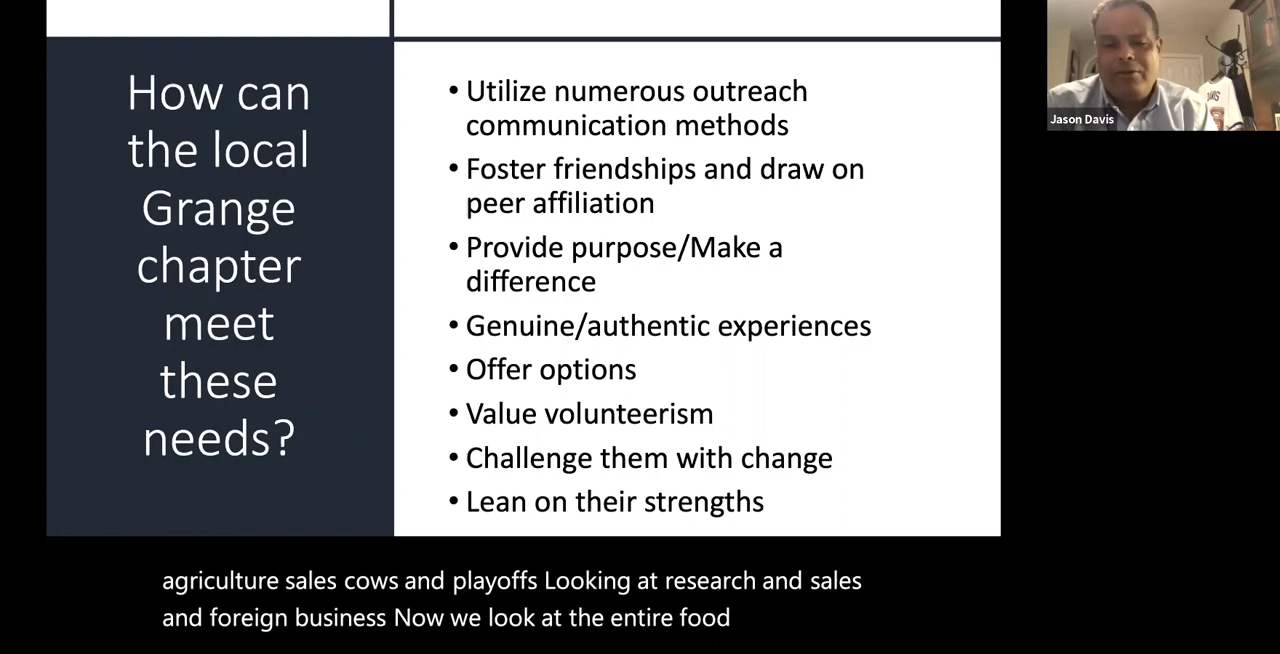 How can
the local
Grange
chapter
meet
these
needs?
• Utilize numerous outreach
communication methods
• Foster friendships and draw on
peer affiliation
• Provide purpose/Make a
difference
• Genuine/authentic experiences
• Offer options
• Value volunteerism
• Challenge them with change
• Lean on their strengths
Jason Davis
agriculture sales cows and playoffs Looking at research and sales
and foreign business Now we look at the entire food